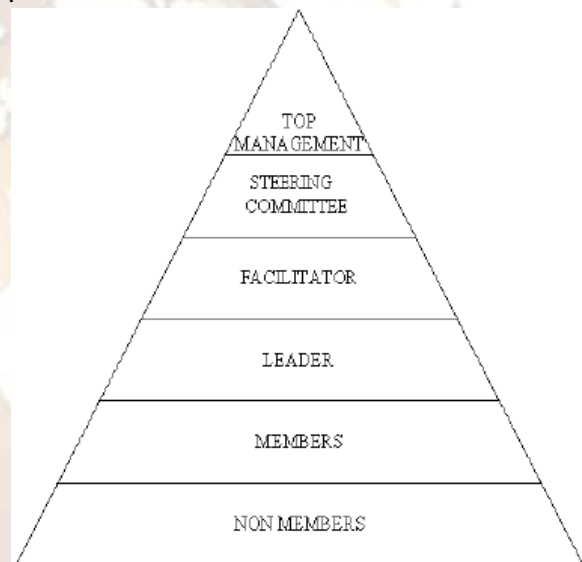 TOP
MANAGEMENT
STEERING
COMMITTEE
FACILITATOR
LEADER
MEMBERS
NON MEMBERS